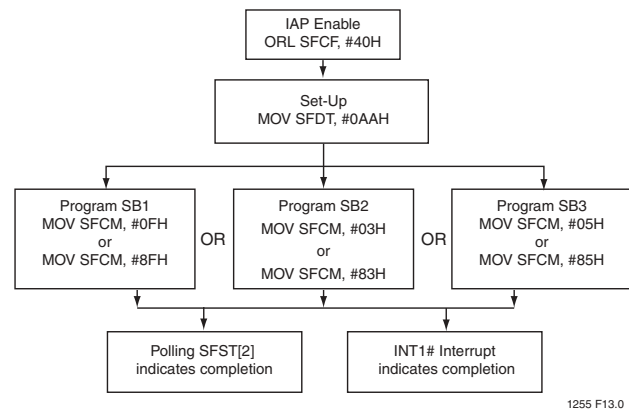 IAP Enable
ORL SFCF, #40H
Set-Up
MOV SFDT, #0AAH
Program SB1
MOV SFCM, #0FH
or
MOV SFCM, #8FH
OR
Program SB2
MOV SFCM, #03H
or
MOV SFCM, #83H
OR
Program SB3
MOV SFCM, #05H
or
MOV SFCM, #85H
Polling SFST[2]
indicates completion
INT1# Interrupt
indicates completion
1255 F13.0